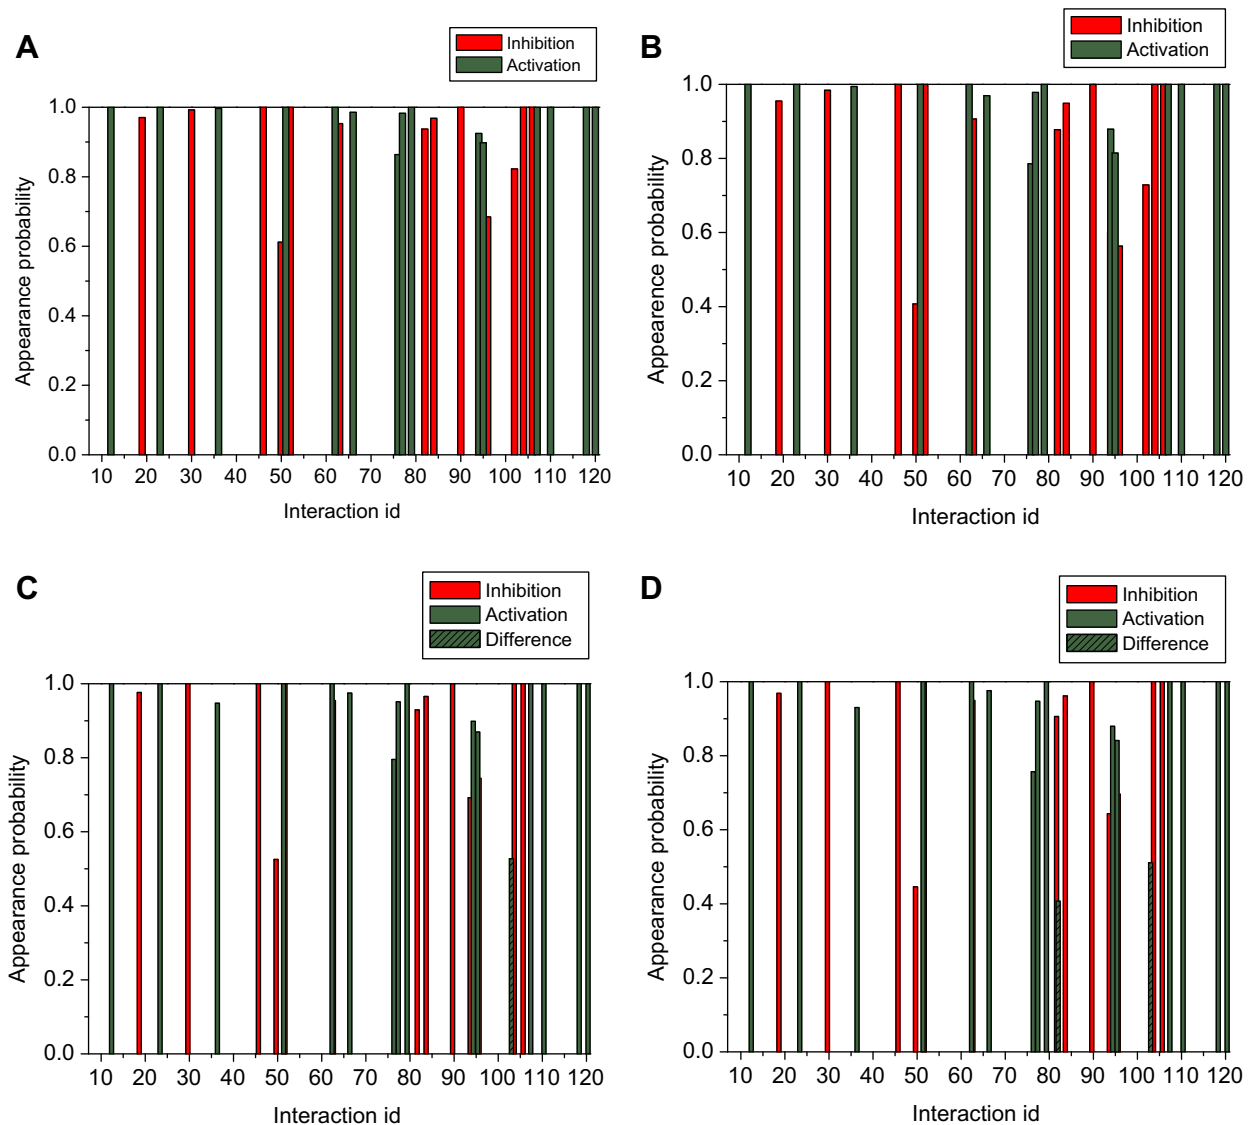 A
Inhibition
Activation
1.0
0.8
0.6
0.4
0.2
0.0
Appearance probability
10 20 30 40 50 60 70 80 90 100 110 120
Interaction id
B
Inhibition
Activation
1.0
0.8
0.6
0.4
0.2
0.0
Appearence probability
10 20 30 40 50 60 70 80 90 100 110 120
Interaction id
C
Inhibition
Activation
Difference
1.0
0.8
0.6
0.4
0.2
0.0
Appearance probability
10 20 30 40 50 60 70 80 90 100 110 120
Interaction id
D
Inhibition
Activation
Difference
1.0
0.8
0.6
0.4
0.2
0.0
Appearance probability
10 20 30 40 50 60 70 80 90 100 110 120
Interaction id